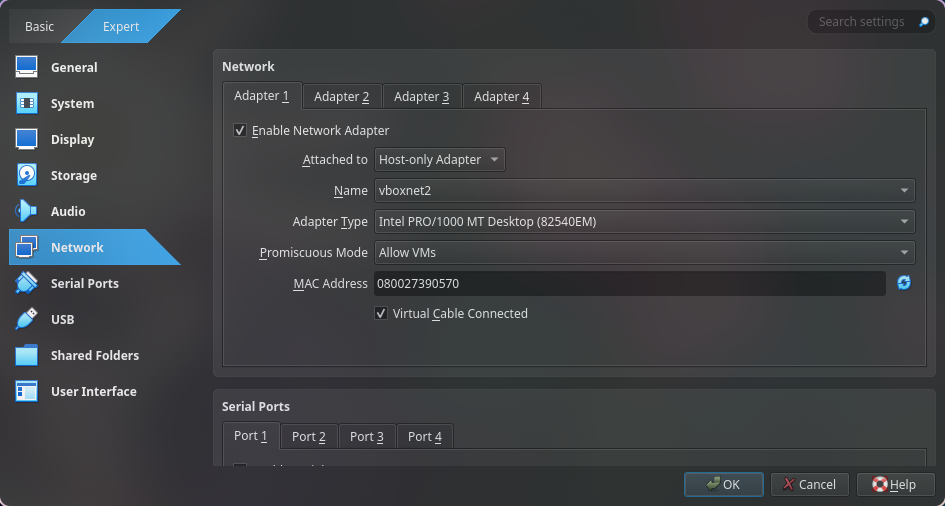 Basic Expert Search settings
General
System
Display
Storage
Audio
Network
Serial Ports
USB
Shared Folders
User Interface
Network
Adapter 1 Adapter 2 Adapter 3 Adapter 4
Enable Network Adapter
Attached to Host-only Adapter
Name vboxnet2
Adapter Type Intel PRO/1000 MT Desktop (82540EM)
Promiscuous Mode Allow VMs
MAC Address 080027390570
Virtual Cable Connected
Serial Ports
Port 1 Port 2 Port 3 Port 4
OK Cancel Help